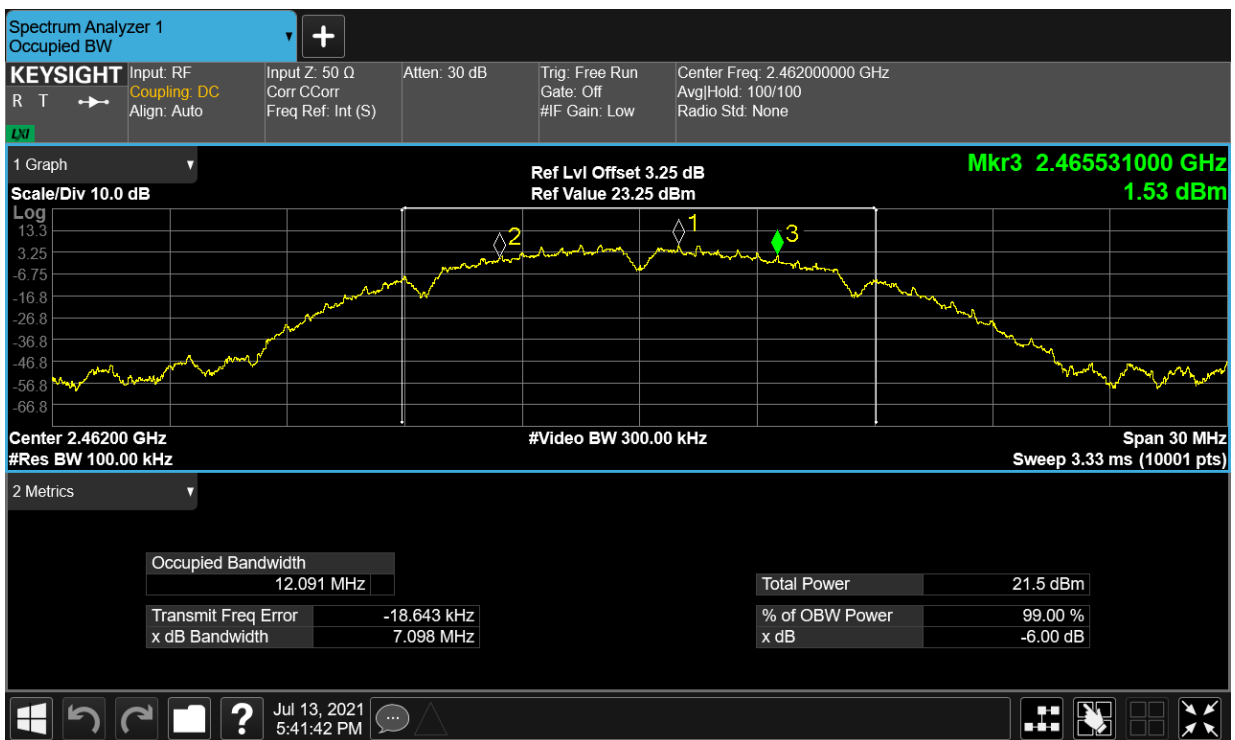 Spectrum Analyzer 1
Occupied BW
KEYSIGHT
R T
LXI
Input: RF
Coupling: DC
Align: Auto
Input Z: 50 Ω
Corr CCorr
Freq Ref: Int (S)
Atten: 30 dB
Trig: Free Run
Gate: Off
#IF Gain: Low
Center Freq: 2.462000000 GHz
Avg|Hold: 100/100
Radio Std: None
1 Graph
Scale/Div 10.0 dB
Ref Lvl Offset 3.25 dB
Ref Value 23.25 dBm
Mkr3 2.465531000 GHz
1.53 dBm
Log
13.3
3.25
-6.75
-16.8
-26.8
-36.8
-46.8
-56.8
-66.8
2
1
3
Center 2.46200 GHz
#Res BW 100.00 kHz
#Video BW 300.00 kHz
Span 30 MHz
Sweep 3.33 ms (10001 pts)
2 Metrics
Occupied Bandwidth
12.091 MHz
Transmit Freq Error -18.643 kHz
x dB Bandwidth 7.098 MHz
Total Power 21.5 dBm
% of OBW Power 99.00 %
x dB -6.00 dB
?
Jul 13, 2021
5:41:42 PM